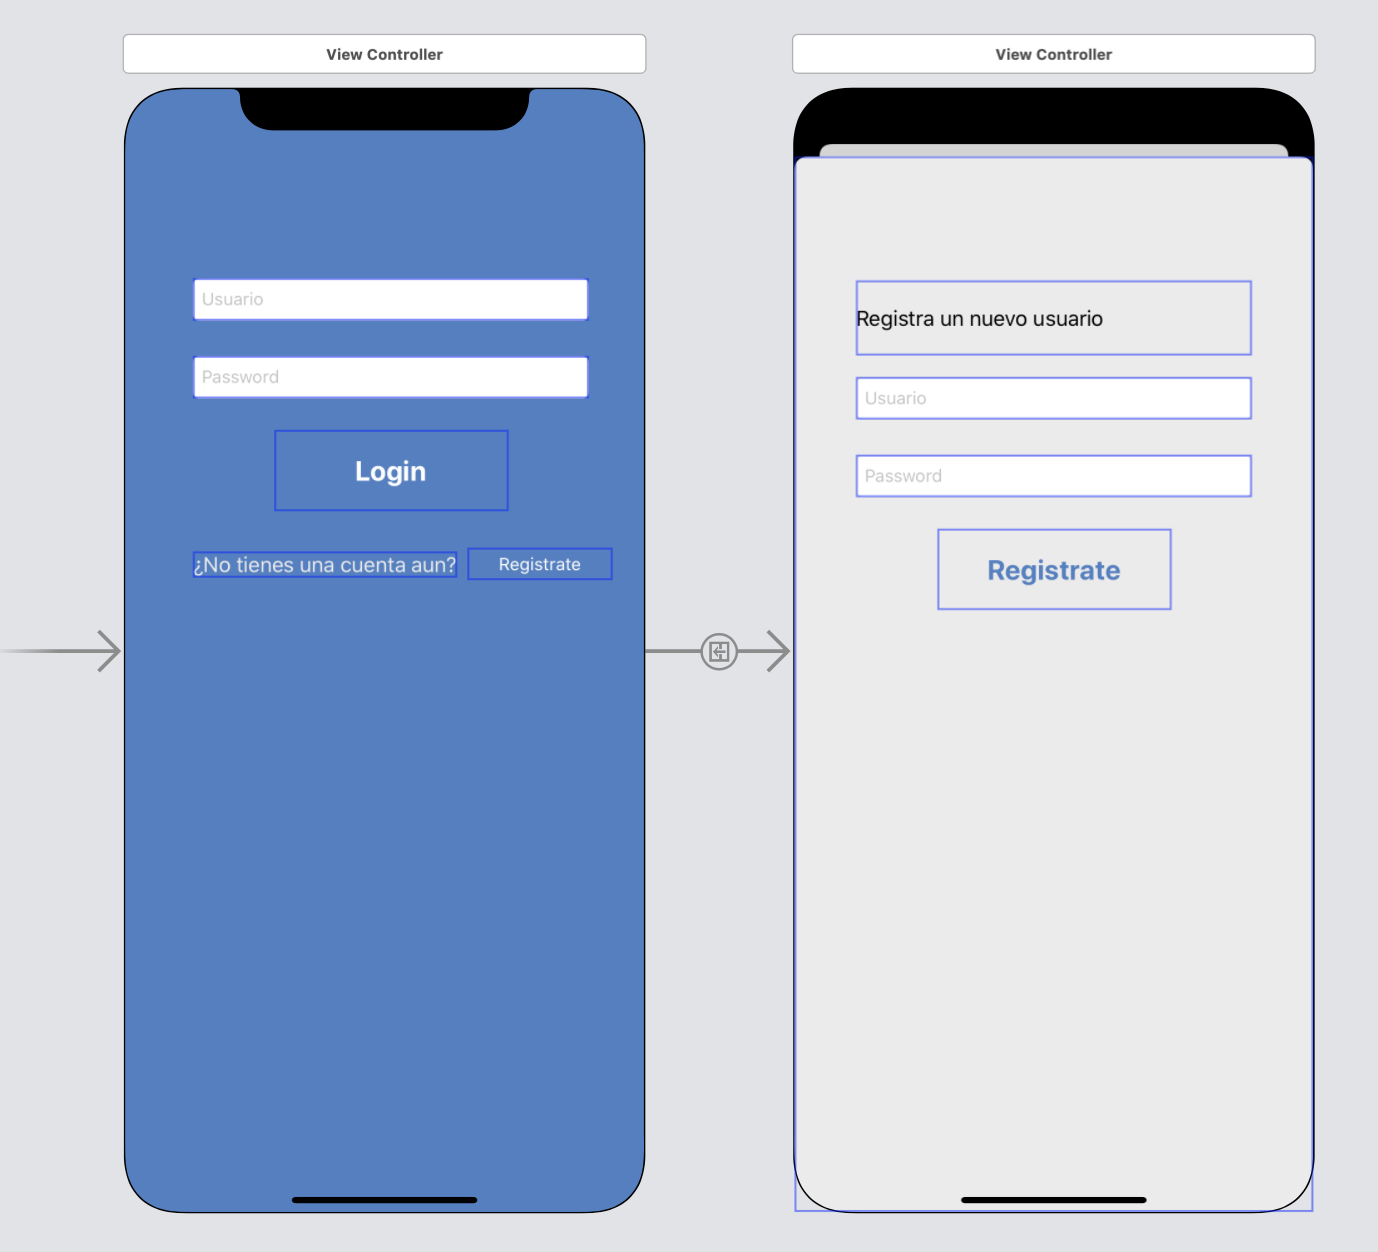 View Controller
Usuario
Password
Login
¿No tienes una cuenta aun? Registrate
View Controller
Registra un nuevo usuario
Usuario
Password
Registrate